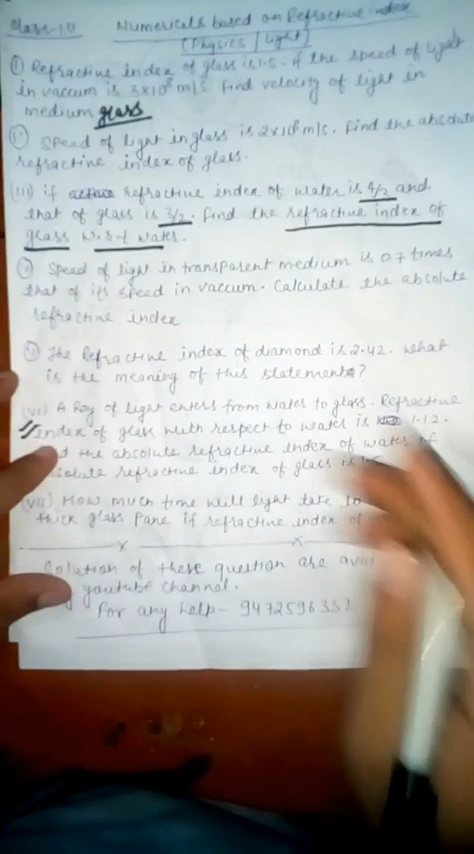 Class-10 Numericals based on Refractive index
(Physics / Light)
(i) Refractive index of glass is 1.5. if the speed of light
in vaccum is 3x10⁸ m/s. Find velocity of light in
medium glass
(ii) Speed of light in glass is 2x10⁸ m/s. Find the absolute
refractive index of glass.
(iii) if refractive index of water is 4/2 and
that of glass is 3/2. Find the refractive index of
glass w.r.t water.
Speed of light in transparent medium is 0.7 times
that of its speed in vaccum. Calculate the absolute
refractive index
(v) The Refractive index of diamond is 2.42. what
is the meaning of this statement?
(vi) A Ray of light enters from water to glass. Refractive
index of glass with respect to water is 1.12.
the absolute refractive index of water if
refractive index of glass is
(vii) How much time will light take to
thick glass Pane if refractive index of
Solution of these question are
youtube channel.
For any help- 9472596352